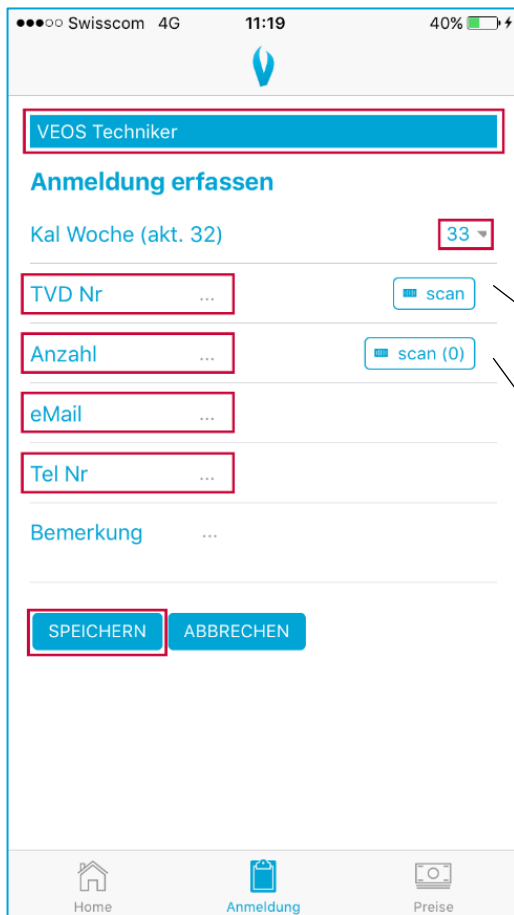 ●●●○○ Swisscom 4G 11:19 40%
VEOS Techniker
Anmeldung erfassen
Kal Woche (akt. 32) 33
TVD Nr ... scan
Anzahl ... scan (0)
eMail ...
Tel Nr ...
Bemerkung ...
SPEICHERN ABBRECHEN
Home Anmeldung Preise